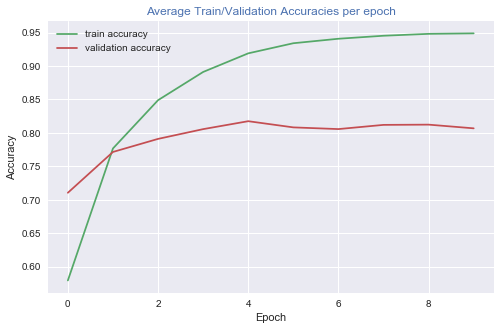 Average Train/Validation Accuracies per epoch
train accuracy
validation accuracy
Accuracy
0.95
0.90
0.85
0.80
0.75
0.70
0.65
0.60
0 2 4 6 8
Epoch